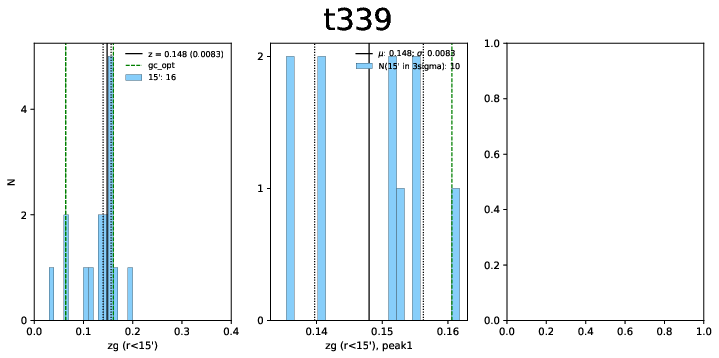 t339
z = 0.148 (0.0083)
gc_opt
15': 16
N
0
2
4
0.0 0.1 0.2 0.3 0.4
zg (r<15')
μ: 0.148; σ: 0.0083
N(15' in 3sigma): 10
0
1
2
0.14 0.15 0.16
zg (r<15'), peak1
1.0
0.8
0.6
0.4
0.2
0.0
0.0 0.2 0.4 0.6 0.8 1.0